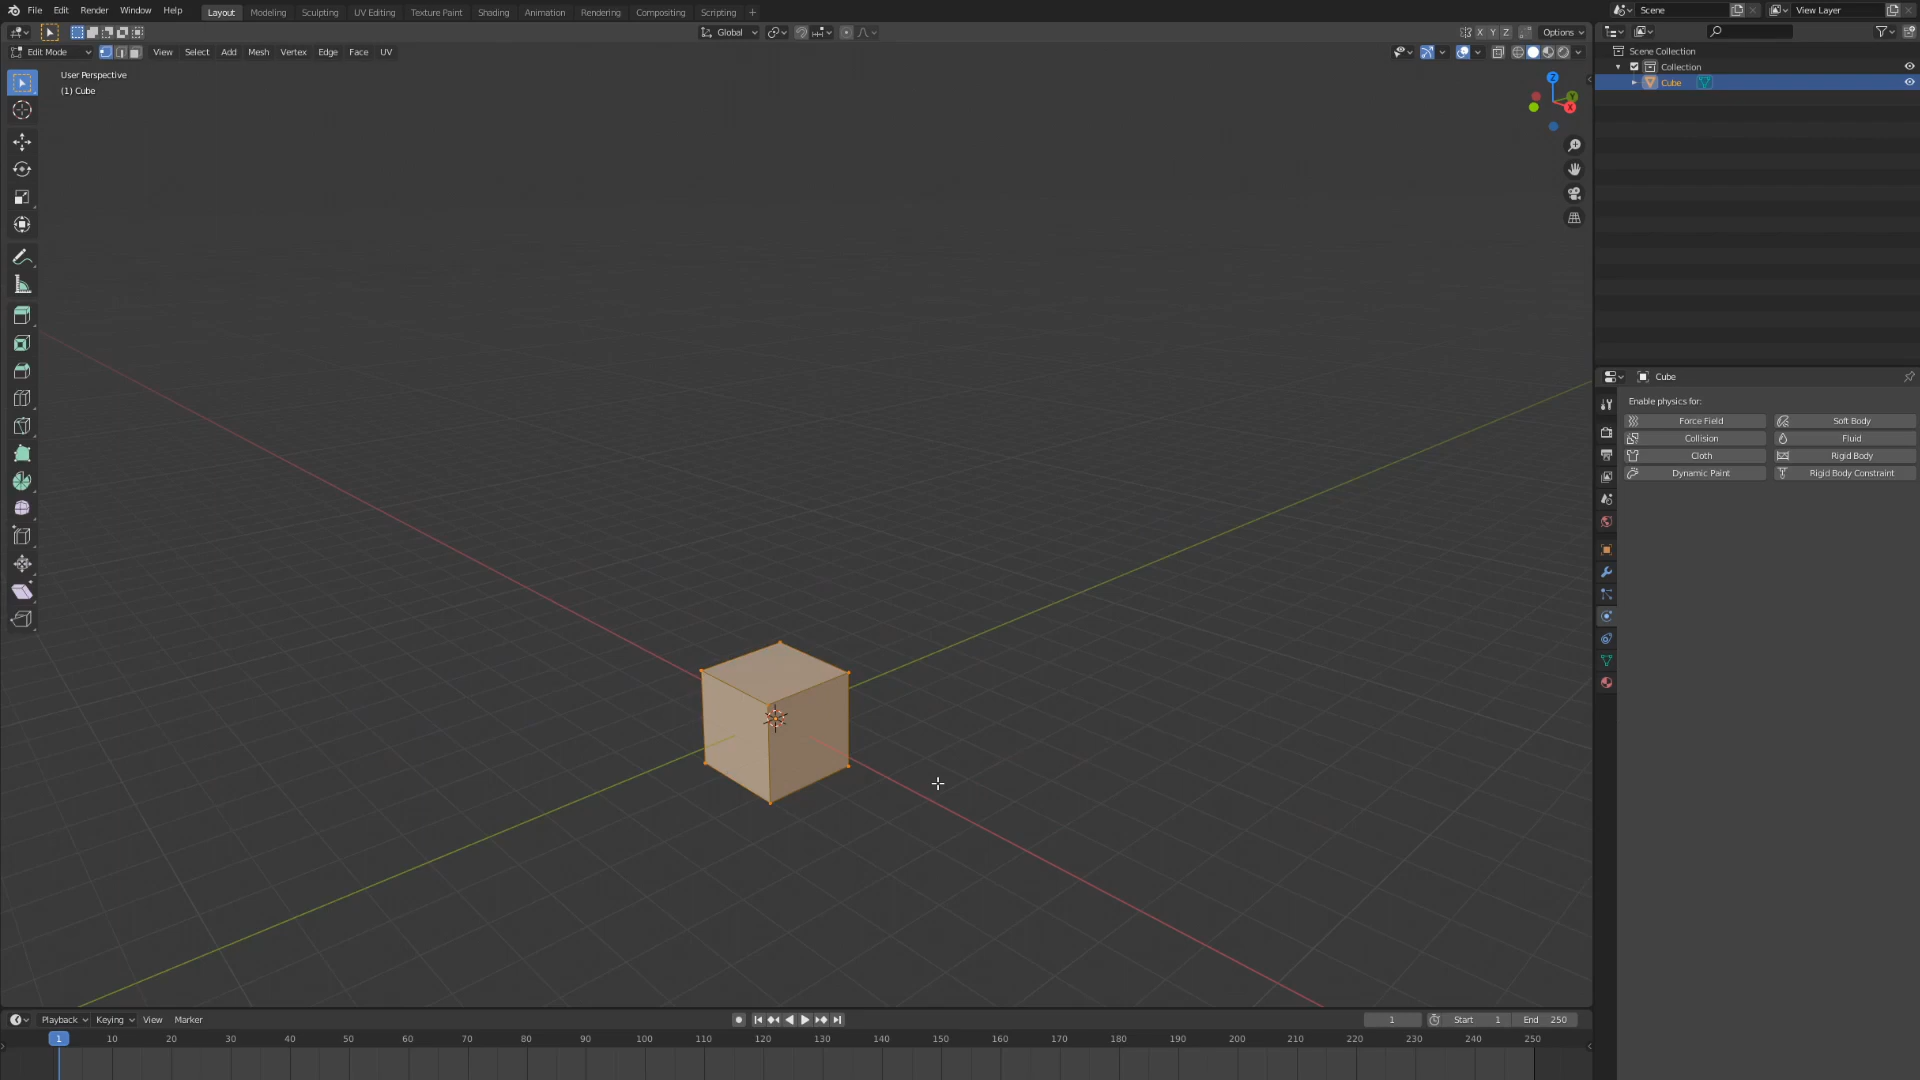 File Edit Render Window Help Layout Modeling Sculpting UV Editing Texture Paint Shading Animation Rendering Compositing Scripting + Scene View Layer
Global X Y Z Options
Edit Mode View Select Add Mesh Vertex Edge Face UV
Scene Collection
Collection
Cube
User Perspective
(1) Cube
Z
Y
X
Cube
Enable physics for:
Force Field Soft Body
Collision Fluid
Cloth Rigid Body
Dynamic Paint Rigid Body Constraint
Playback Keying View Marker 1 Start 1 End 250
1 10 20 30 40 50 60 70 80 90 100 110 120 130 140 150 160 170 180 190 200 210 220 230 240 250